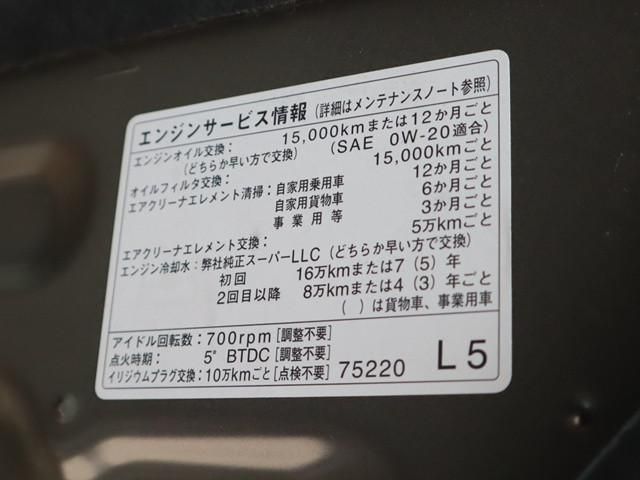 エンジンサービス情報（詳細はメンテナンスノート参照）
エンジンオイル交換： 15,000kmまたは12か月ごと
（どちらか早い方で交換） （SAE 0W-20適合）
オイルフィルタ交換： 15,000kmごと
エアクリーナエレメント清掃：自家用乗用車 12か月ごと
自家用貨物車 6か月ごと
事業用等 3か月ごと
エアクリーナエレメント交換： 5万kmごと
エンジン冷却水：弊社純正スーパーLLC（どちらか早い方で交換）
初回 16万kmまたは7（5）年
2回目以降 8万kmまたは4（3）年ごと
（ ）は貨物車、事業用車
アイドル回転数：700rpm［調整不要］
点火時期： 5° BTDC［調整不要］
イリジウムプラグ交換：10万kmごと［点検不要］ 75220 L5